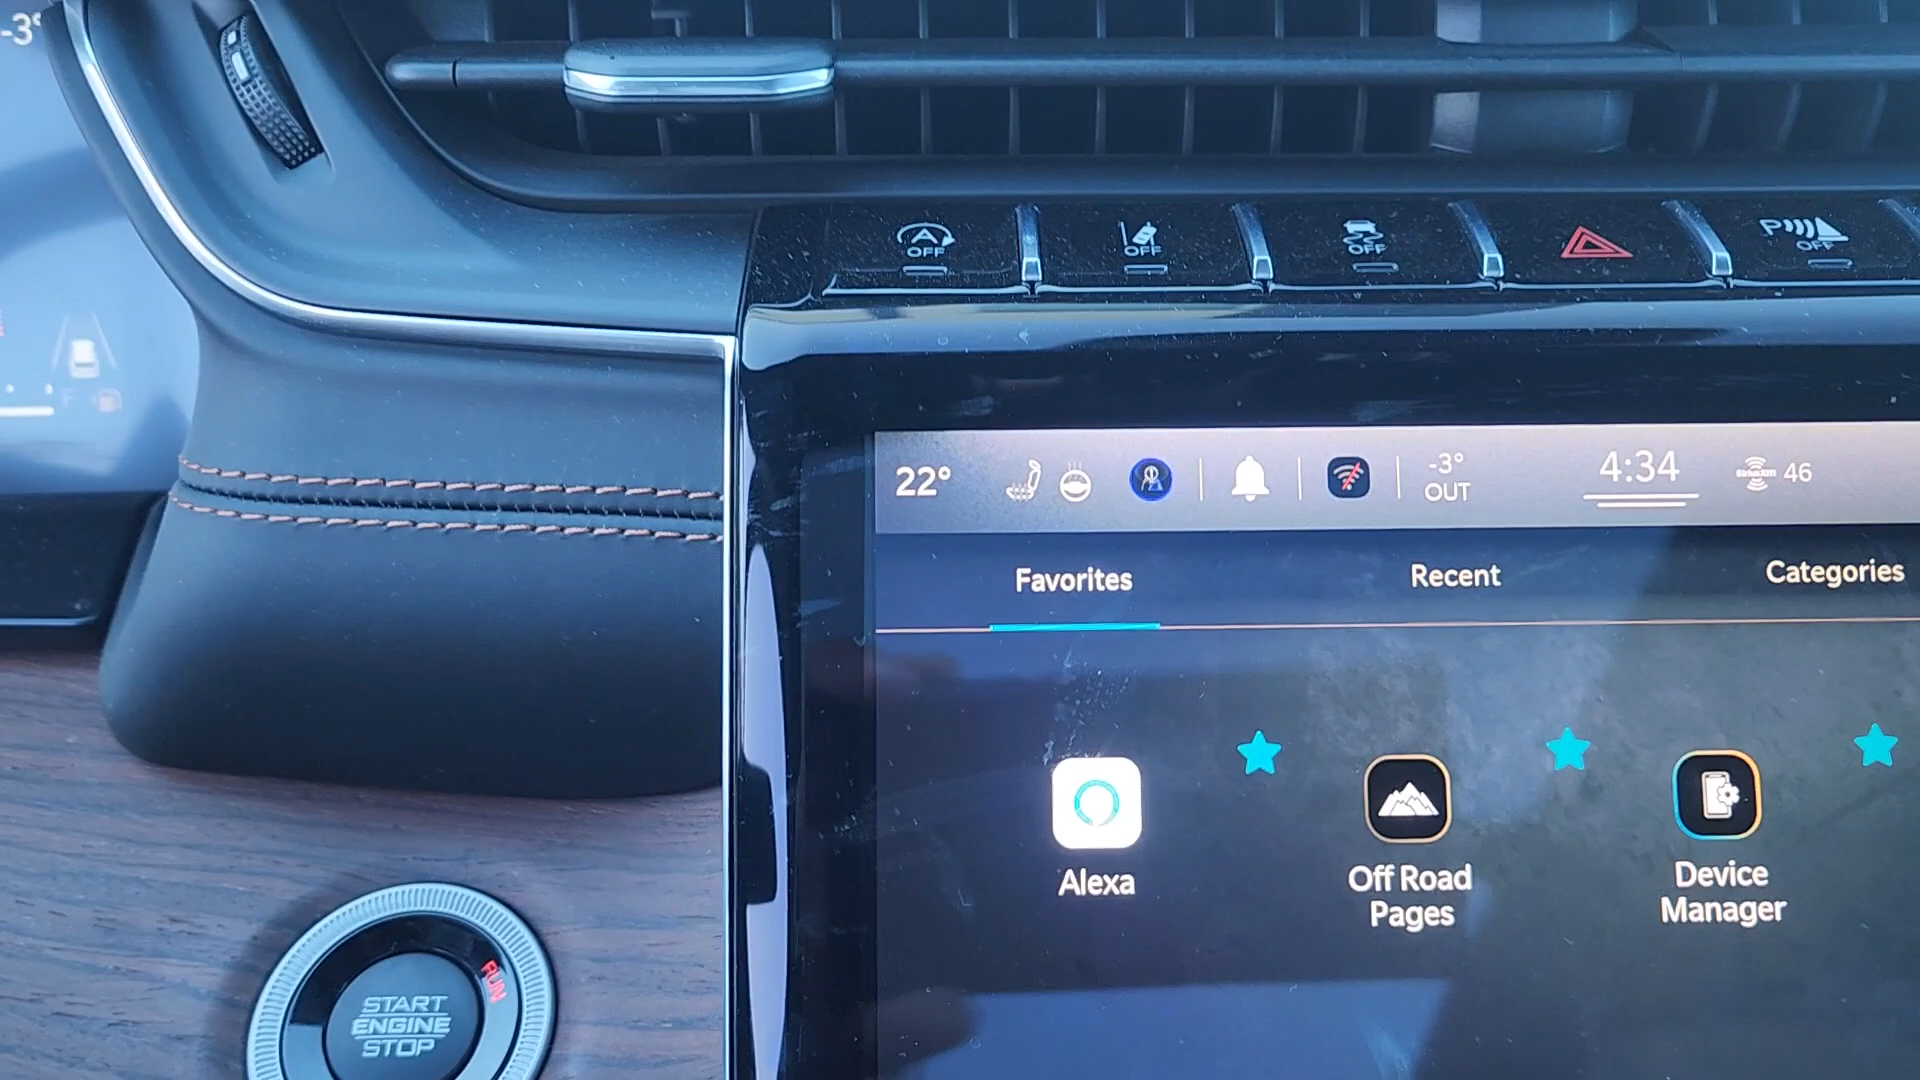 -3°
A
OFF
OFF
OFF
P
OFF
F
22°
-3°
OUT
4:34
SiriusXM
46
Favorites
Recent
Categories
Alexa
Off Road
Pages
Device
Manager
RUN
START
ENGINE
STOP